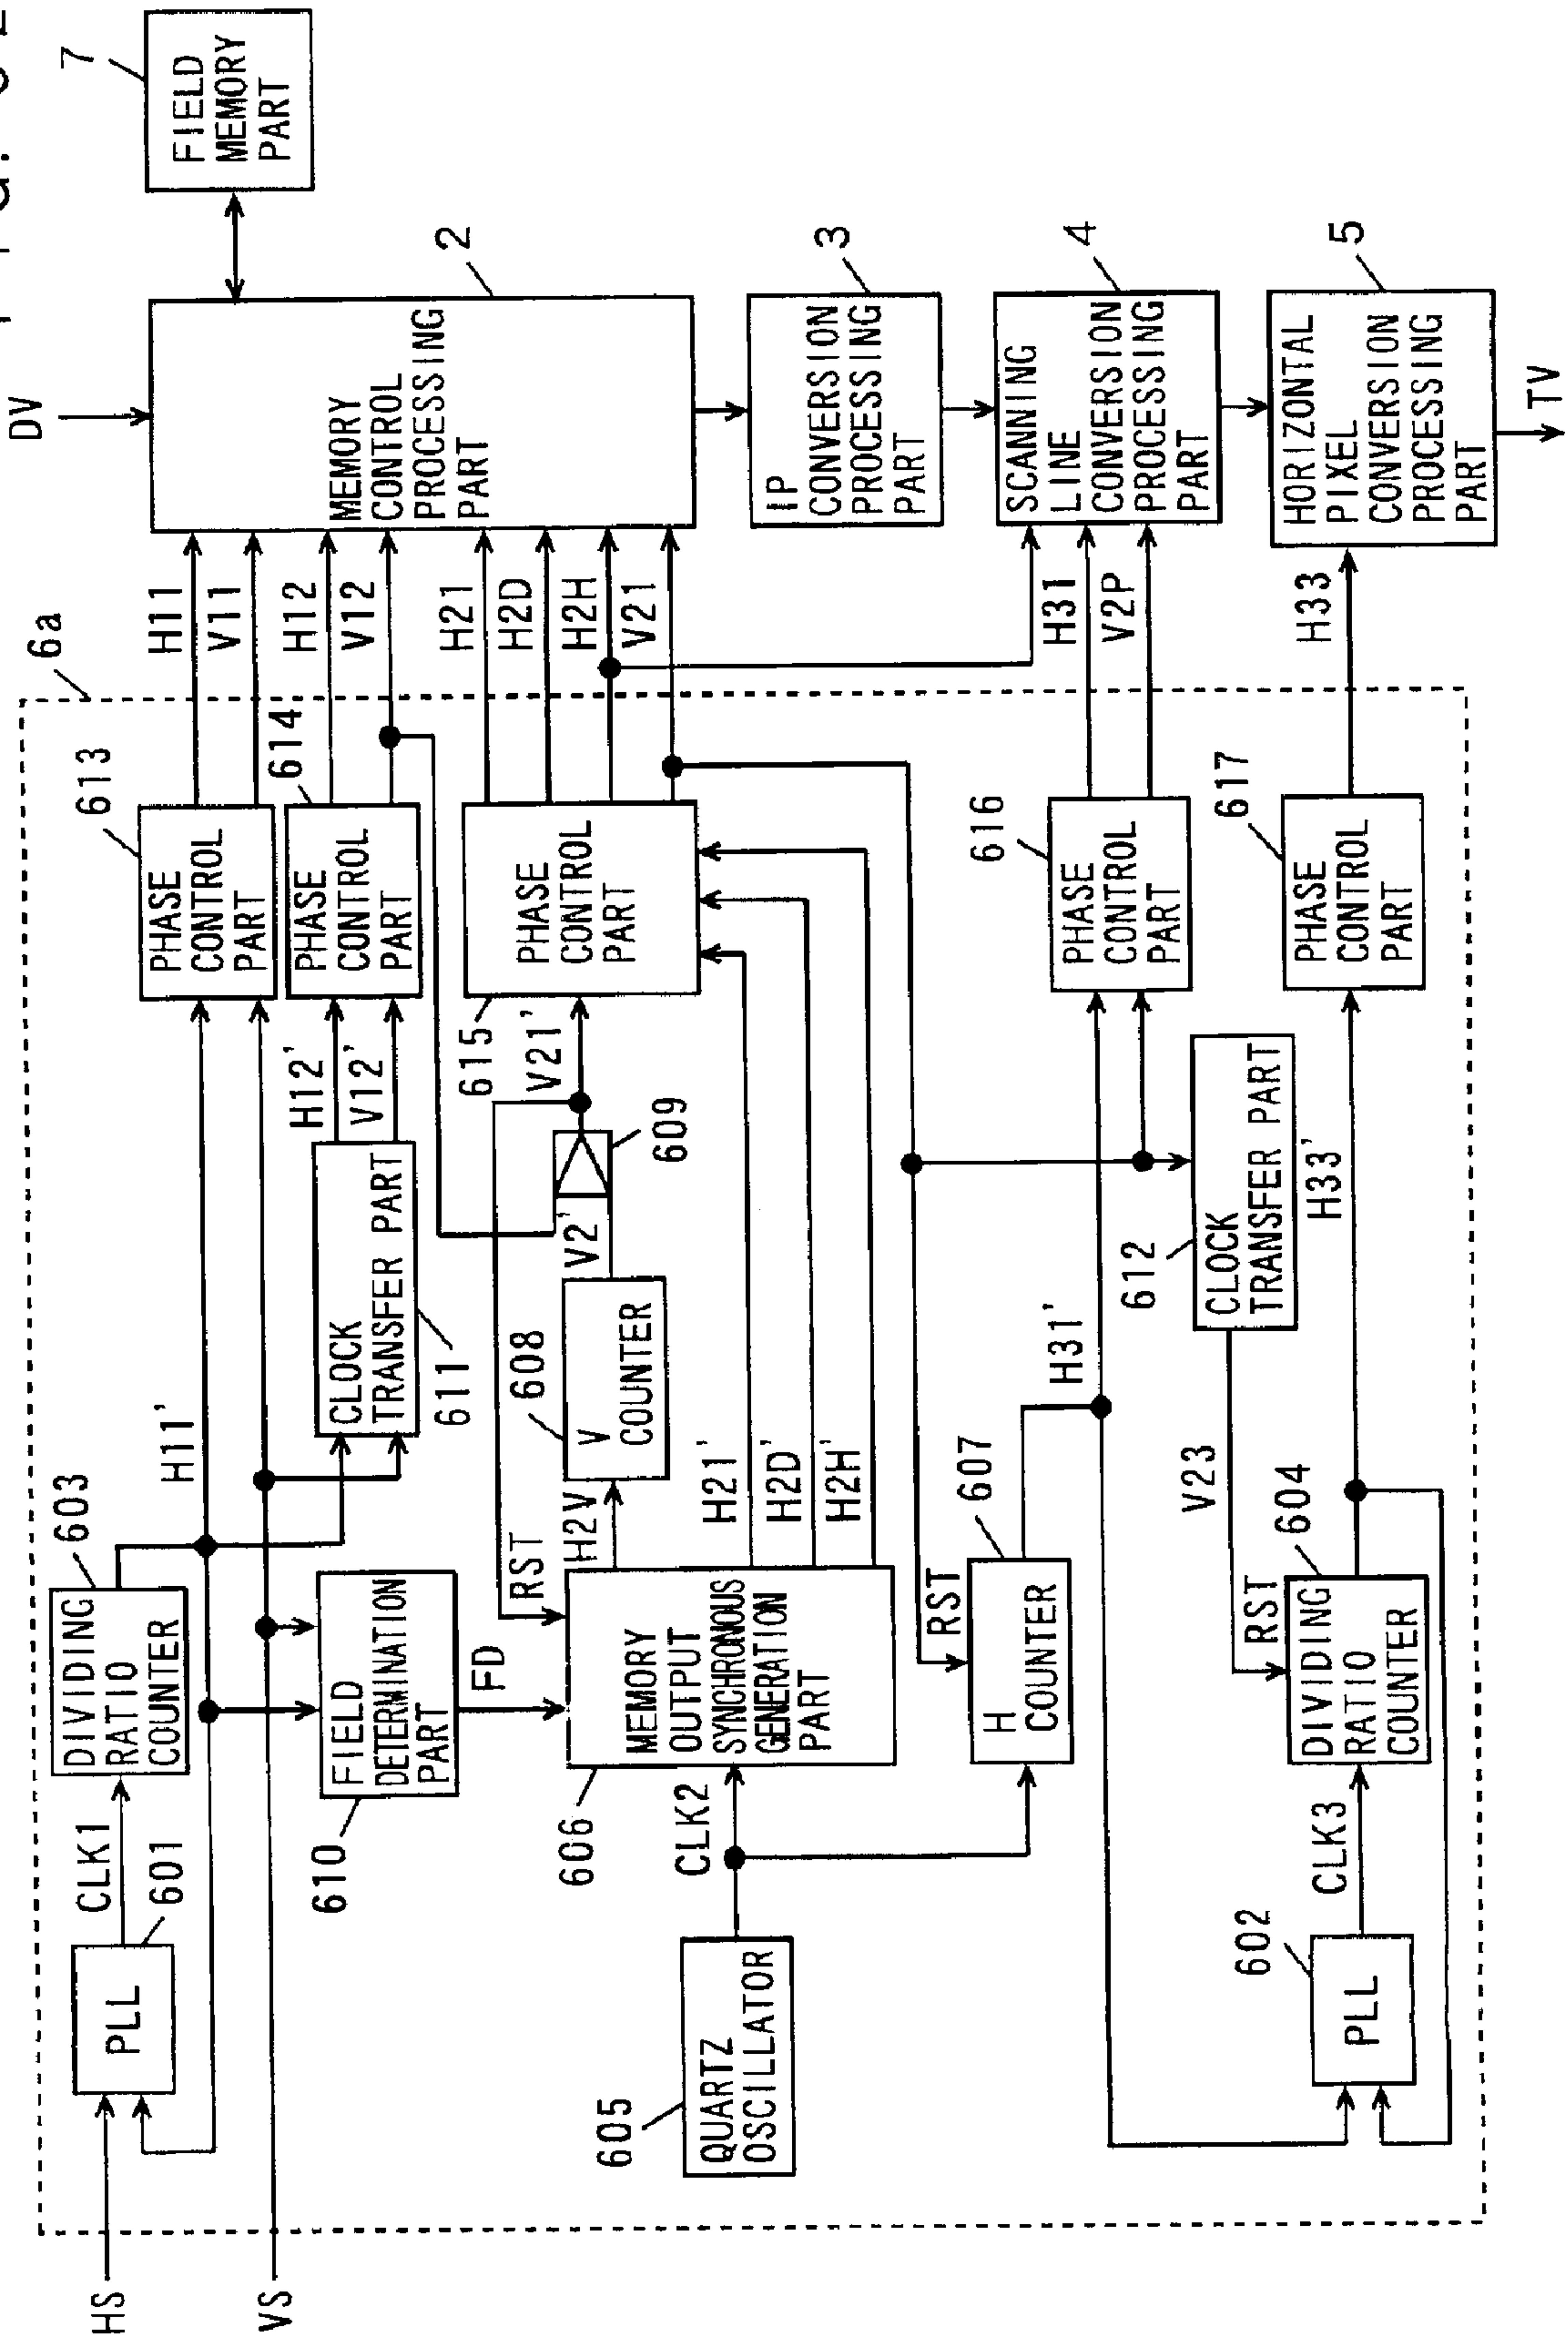 DV
7
FIELD
MEMORY
PART
2
MEMORY
CONTROL
PROCESSING
PART
3
IP
CONVERSION
PROCESSING
PART
4
SCANNING
LINE
CONVERSION
PROCESSING
PART
5
HORIZONTAL
PIXEL
CONVERSION
PROCESSING
PART
TV
6a
H11
V11
H12
V12
H21
H2D
H2H
V21
H31
V2P
H33
613
PHASE
CONTROL
PART
614
PHASE
CONTROL
PART
615
PHASE
CONTROL
PART
616
PHASE
CONTROL
PART
617
PHASE
CONTROL
PART
H12'
V12'
V21'
609
V2'
CLOCK
TRANSFER PART
611
608
V
COUNTER
612
CLOCK
TRANSFER PART
H33'
H11'
603
DIVIDING
RATIO
COUNTER
FIELD
DETERMINATION
PART
610
FD
RST
H2V
H21'
H2D'
H2H'
MEMORY
OUTPUT
SYNCHRONOUS
GENERATION
PART
606
607
RST
H
COUNTER
H31'
V23
604
RST
DIVIDING
RATIO
COUNTER
CLK1
601
PLL
CLK2
605
QUARTZ
OSCILLATOR
CLK3
602
PLL
HS
VS